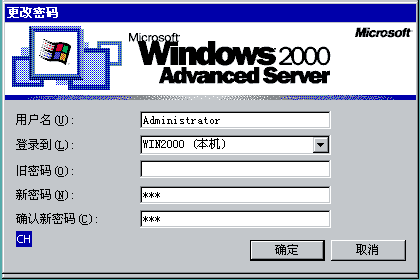 更改密码
Microsoft
Microsoft
Windows 2000
Advanced Server
用户名(U): Administrator
登录到(L): WIN2000 (本机)
旧密码(O):
新密码(N): ***
确认新密码(C): ***
CH
确定 取消